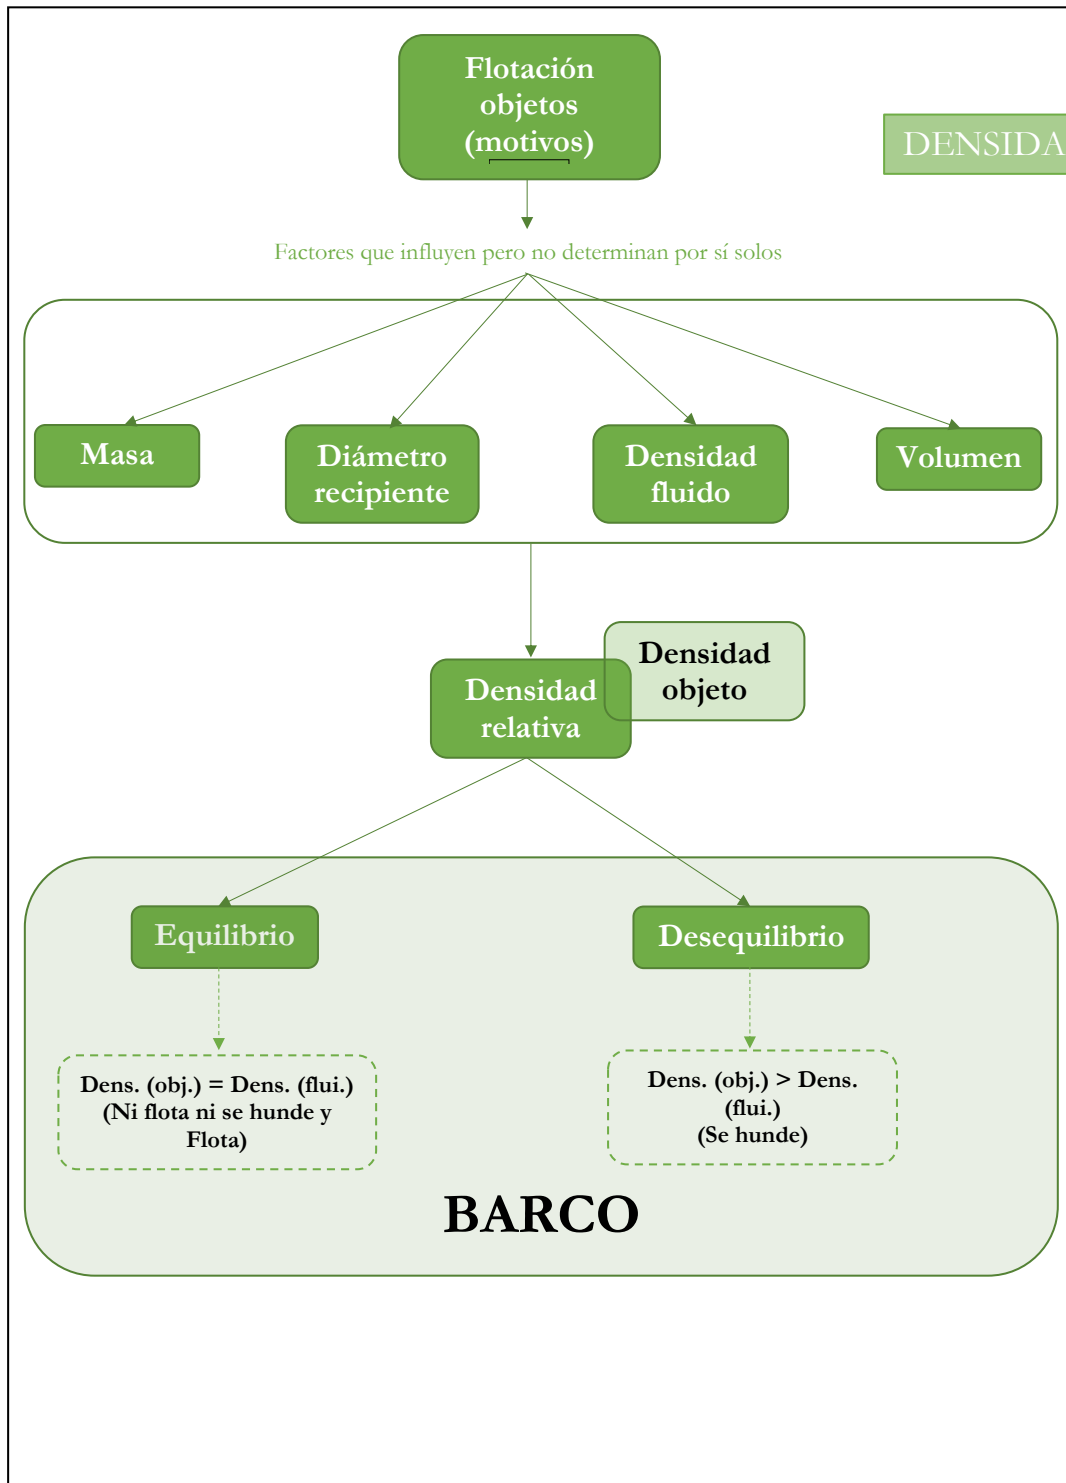 Flotación
objetos
(motivos)
DENSIDA
Factores que influyen pero no determinan por sí solos
Masa
Diámetro
recipiente
Densidad
fluido
Volumen
Densidad
objeto
Densidad
relativa
Equilibrio
Desequilibrio
Dens. (obj.) = Dens. (flui.)
(Ni flota ni se hunde y
Flota)
Dens. (obj.) > Dens.
(flui.)
(Se hunde)
BARCO